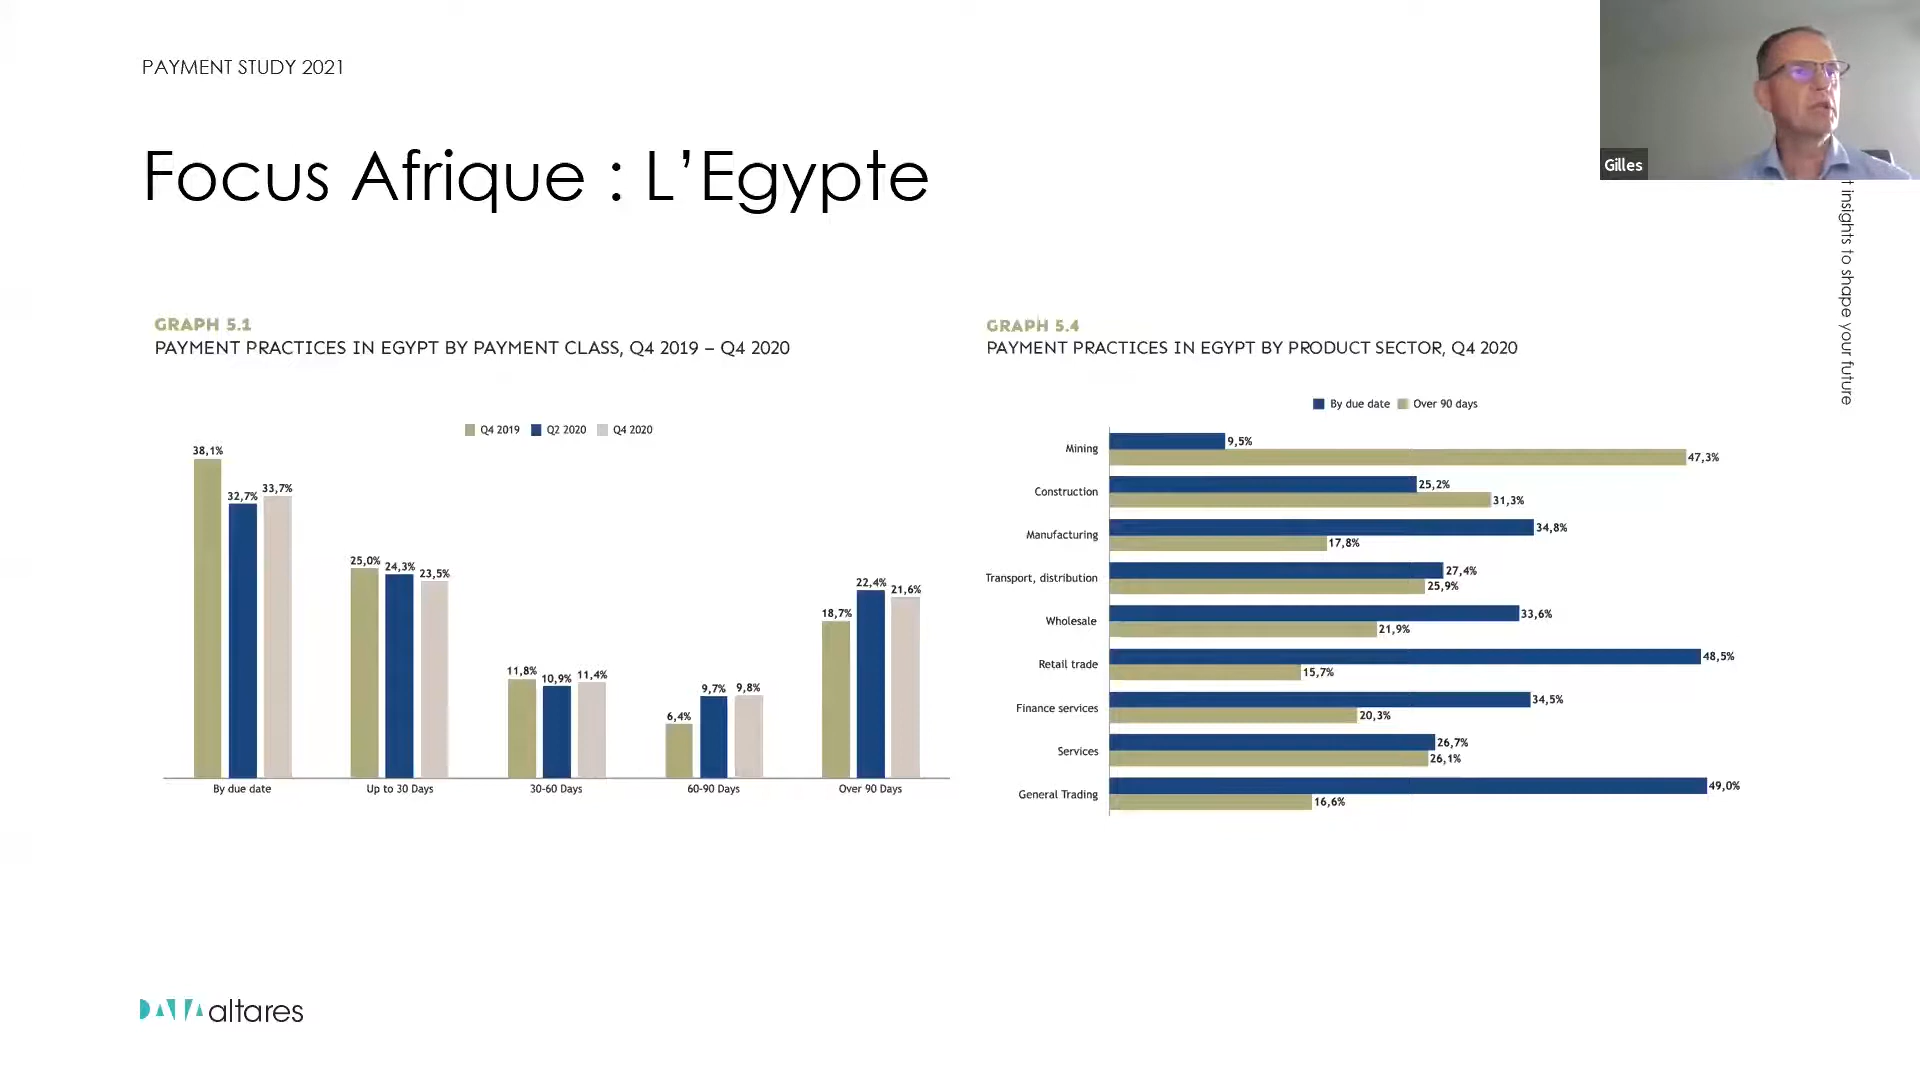 PAYMENT STUDY 2021
Gilles
Focus Afrique : L’Egypte
t insights to shape your future
GRAPH 5.1
PAYMENT PRACTICES IN EGYPT BY PAYMENT CLASS, Q4 2019 – Q4 2020
Q4 2019 Q2 2020 Q4 2020
38,1% 32,7% 33,7%
25,0% 24,3% 23,5%
11,8% 10,9% 11,4%
6,4% 9,7% 9,8%
18,7% 22,4% 21,6%
By due date Up to 30 Days 30-60 Days 60-90 Days Over 90 Days
GRAPH 5.4
PAYMENT PRACTICES IN EGYPT BY PRODUCT SECTOR, Q4 2020
By due date Over 90 days
Mining 9,5% 47,3%
Construction 25,2% 31,3%
Manufacturing 34,8% 17,8%
Transport, distribution 27,4% 25,9%
Wholesale 33,6% 21,9%
Retail trade 48,5% 15,7%
Finance services 34,5% 20,3%
Services 26,7% 26,1%
General Trading 49,0% 16,6%
DATA altares